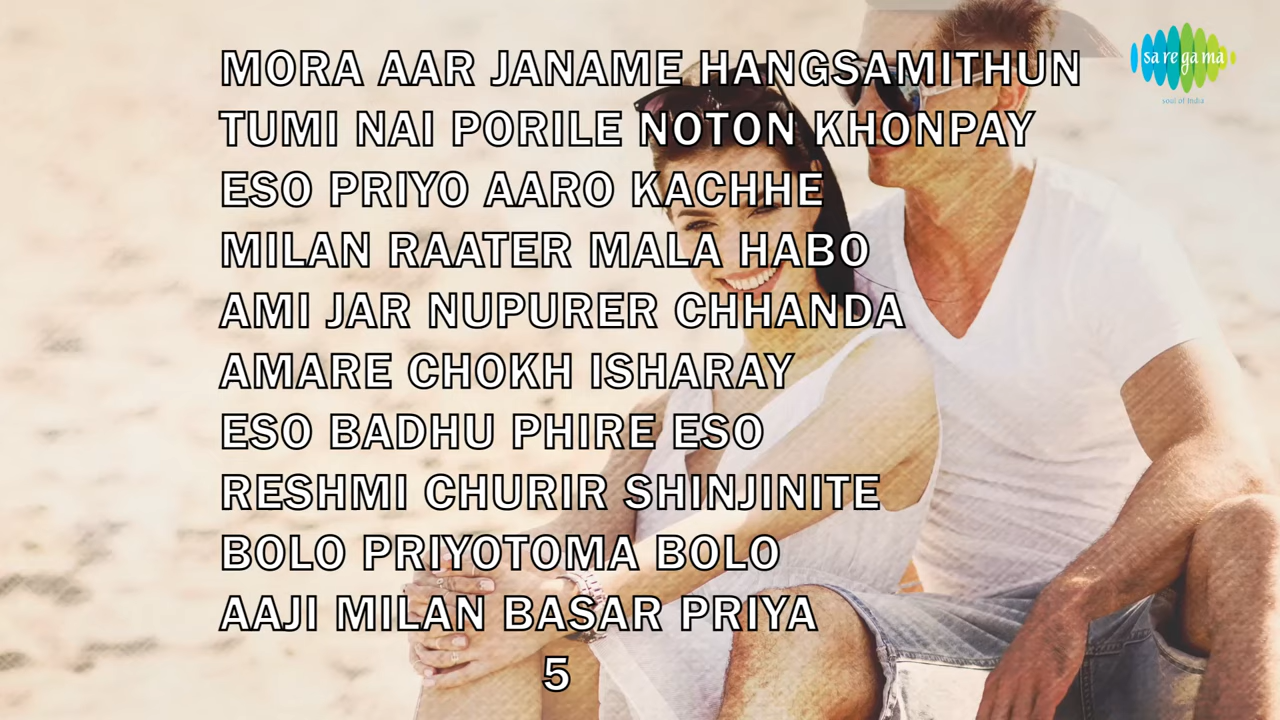 MORA AAR JANAME HANGSAMITHUN
TUMI NAI PORILE NOTON KHONPAY
ESO PRIYO AARO KACHHE
MILAN RAATER MALA HABO
AMI JAR NUPURER CHHANDA
AMARE CHOKH ISHARAY
ESO BADHU PHIRE ESO
RESHMI CHURIR SHINJINITE
BOLO PRIYOTOMA BOLO
AAJI MILAN BASAR PRIYA
5
sa re ga ma
soul of india